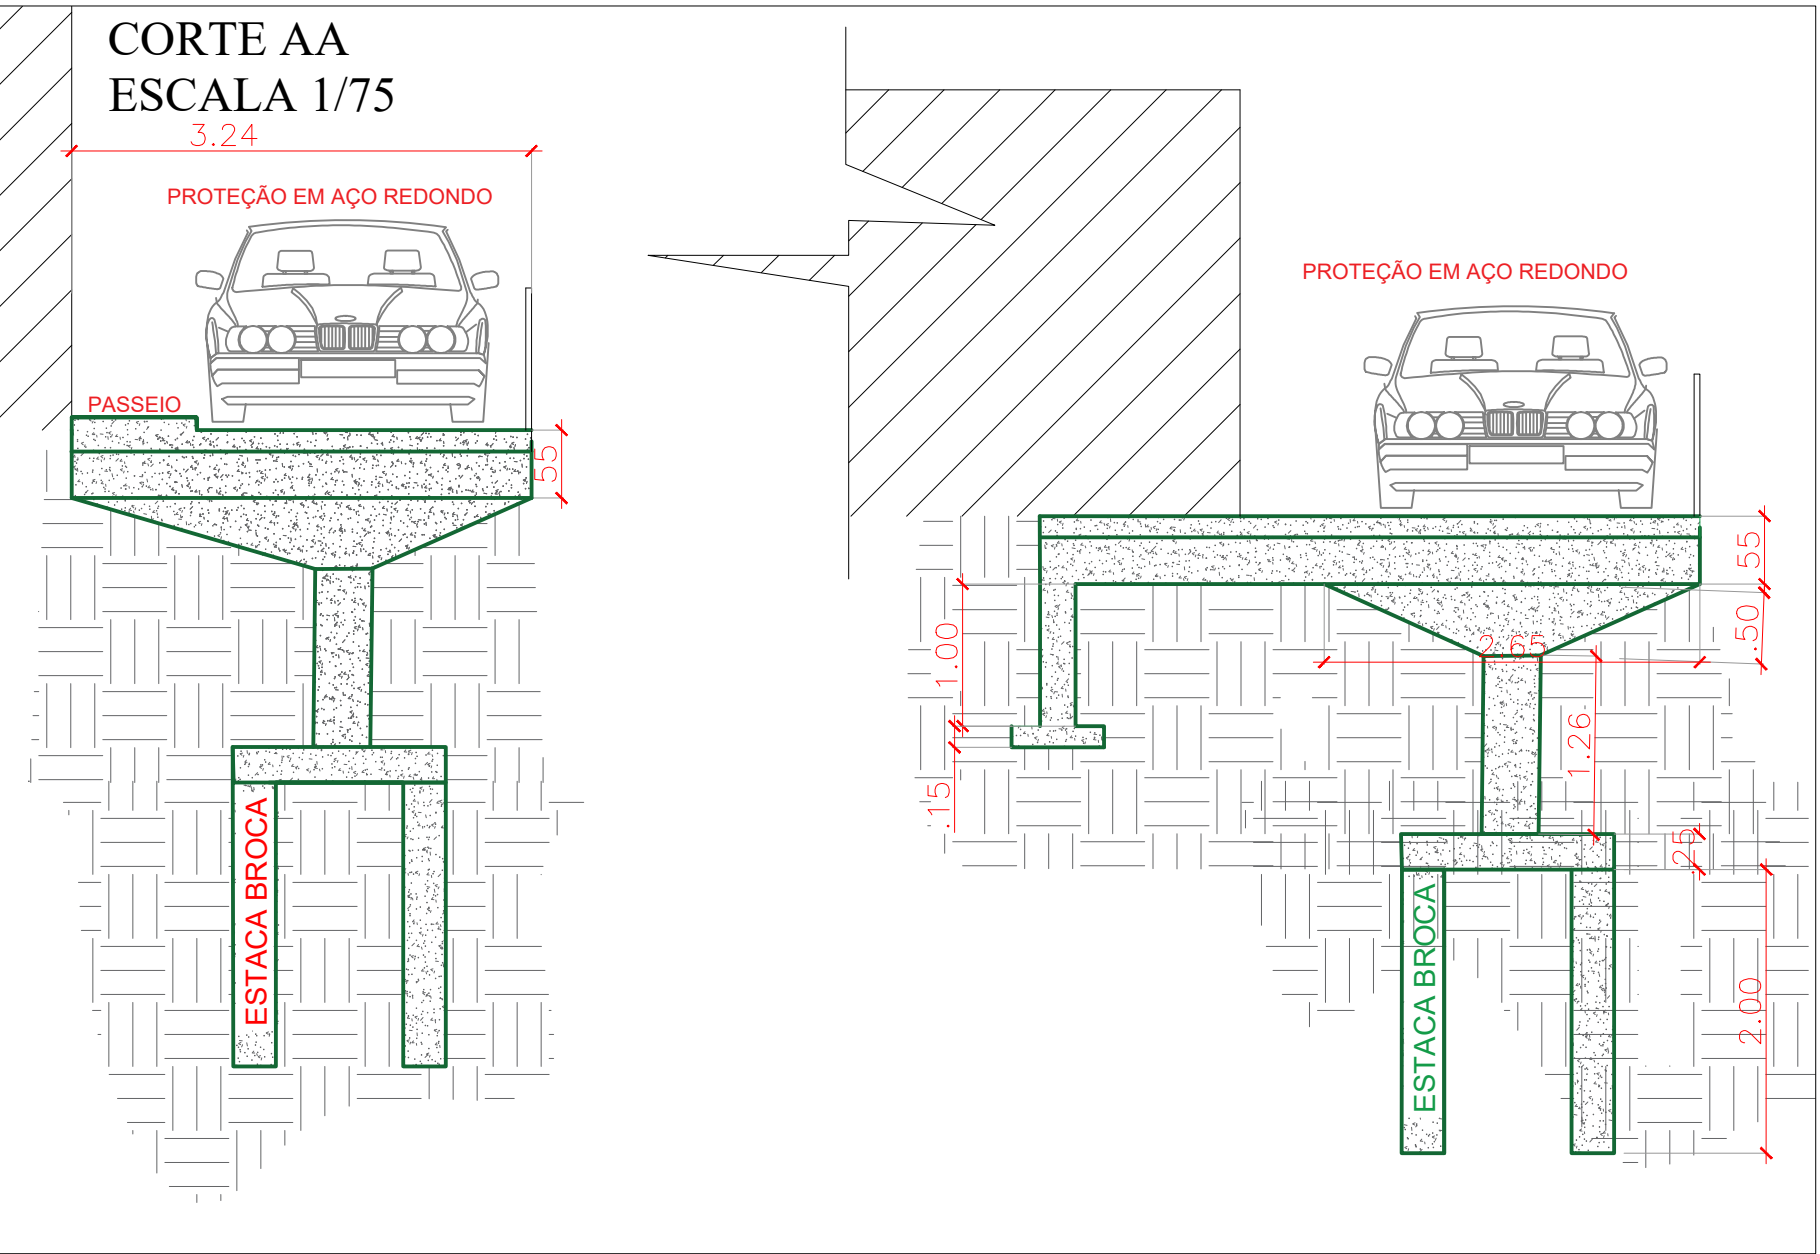 CORTE AA
ESCALA 1/75
3.24
PROTEÇÃO EM AÇO REDONDO
PASSEIO
55
ESTACA BROCA
PROTEÇÃO EM AÇO REDONDO
55
.50
2.65
1.00
1.26
.15
.25
ESTACA BROCA
2.00